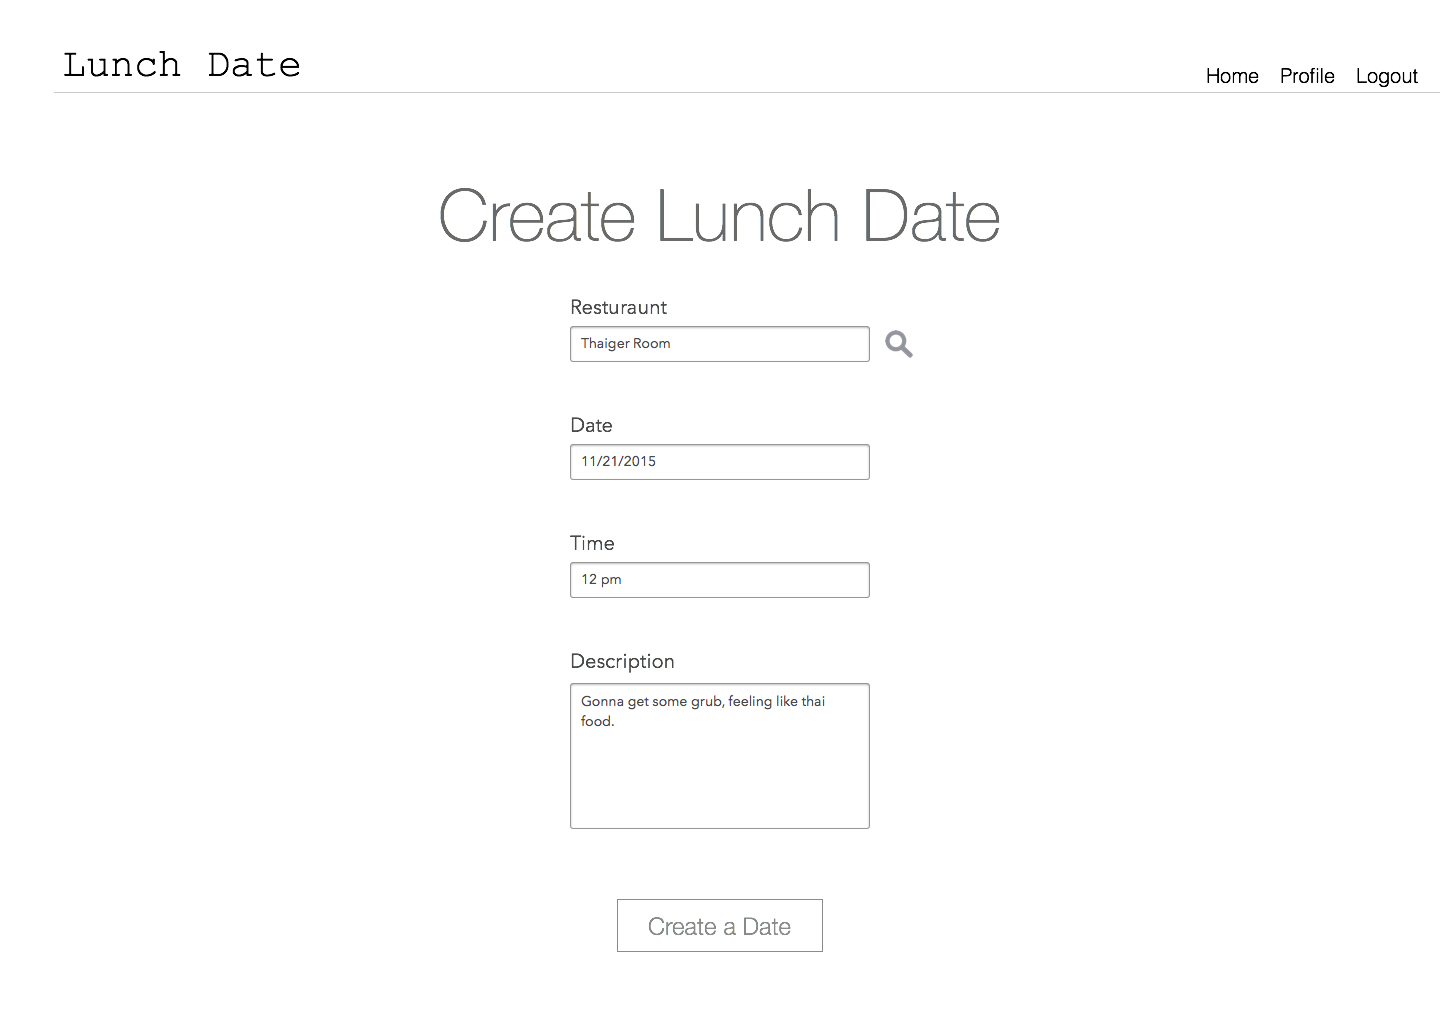 Lunch Date
Home Profile Logout
Create Lunch Date
Resturaunt
Thaiger Room
Date
11/21/2015
Time
12 pm
Description
Gonna get some grub, feeling like thai
food.
Create a Date